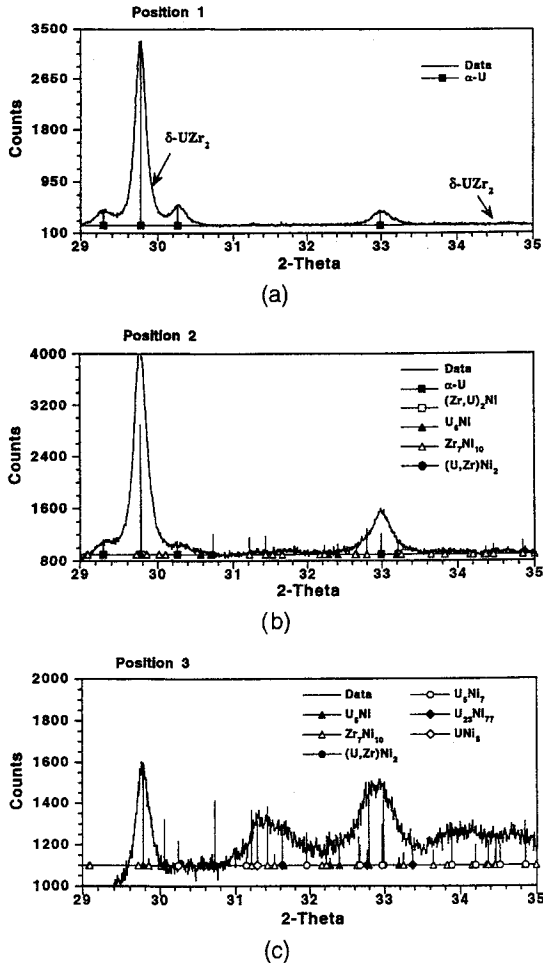 Position 1
3500
2650
1800
950
100
Counts
Data
α-U
δ-UZr₂
δ-UZr₂
29 30 31 32 33 34 35
2-Theta
(a)
Position 2
4000
3200
2400
1600
800
Counts
Data
α-U
(Zr,U)₂Ni
U₆Ni
Zr₇Ni₁₀
(U,Zr)Ni₂
29 30 31 32 33 34 35
2-Theta
(b)
Position 3
2000
1800
1600
1400
1200
1000
Counts
Data
U₆Ni
Zr₇Ni₁₀
(U,Zr)Ni₂
U₅Ni₇
U₂₃Ni₇₇
UNi₅
29 30 31 32 33 34 35
2-Theta
(c)